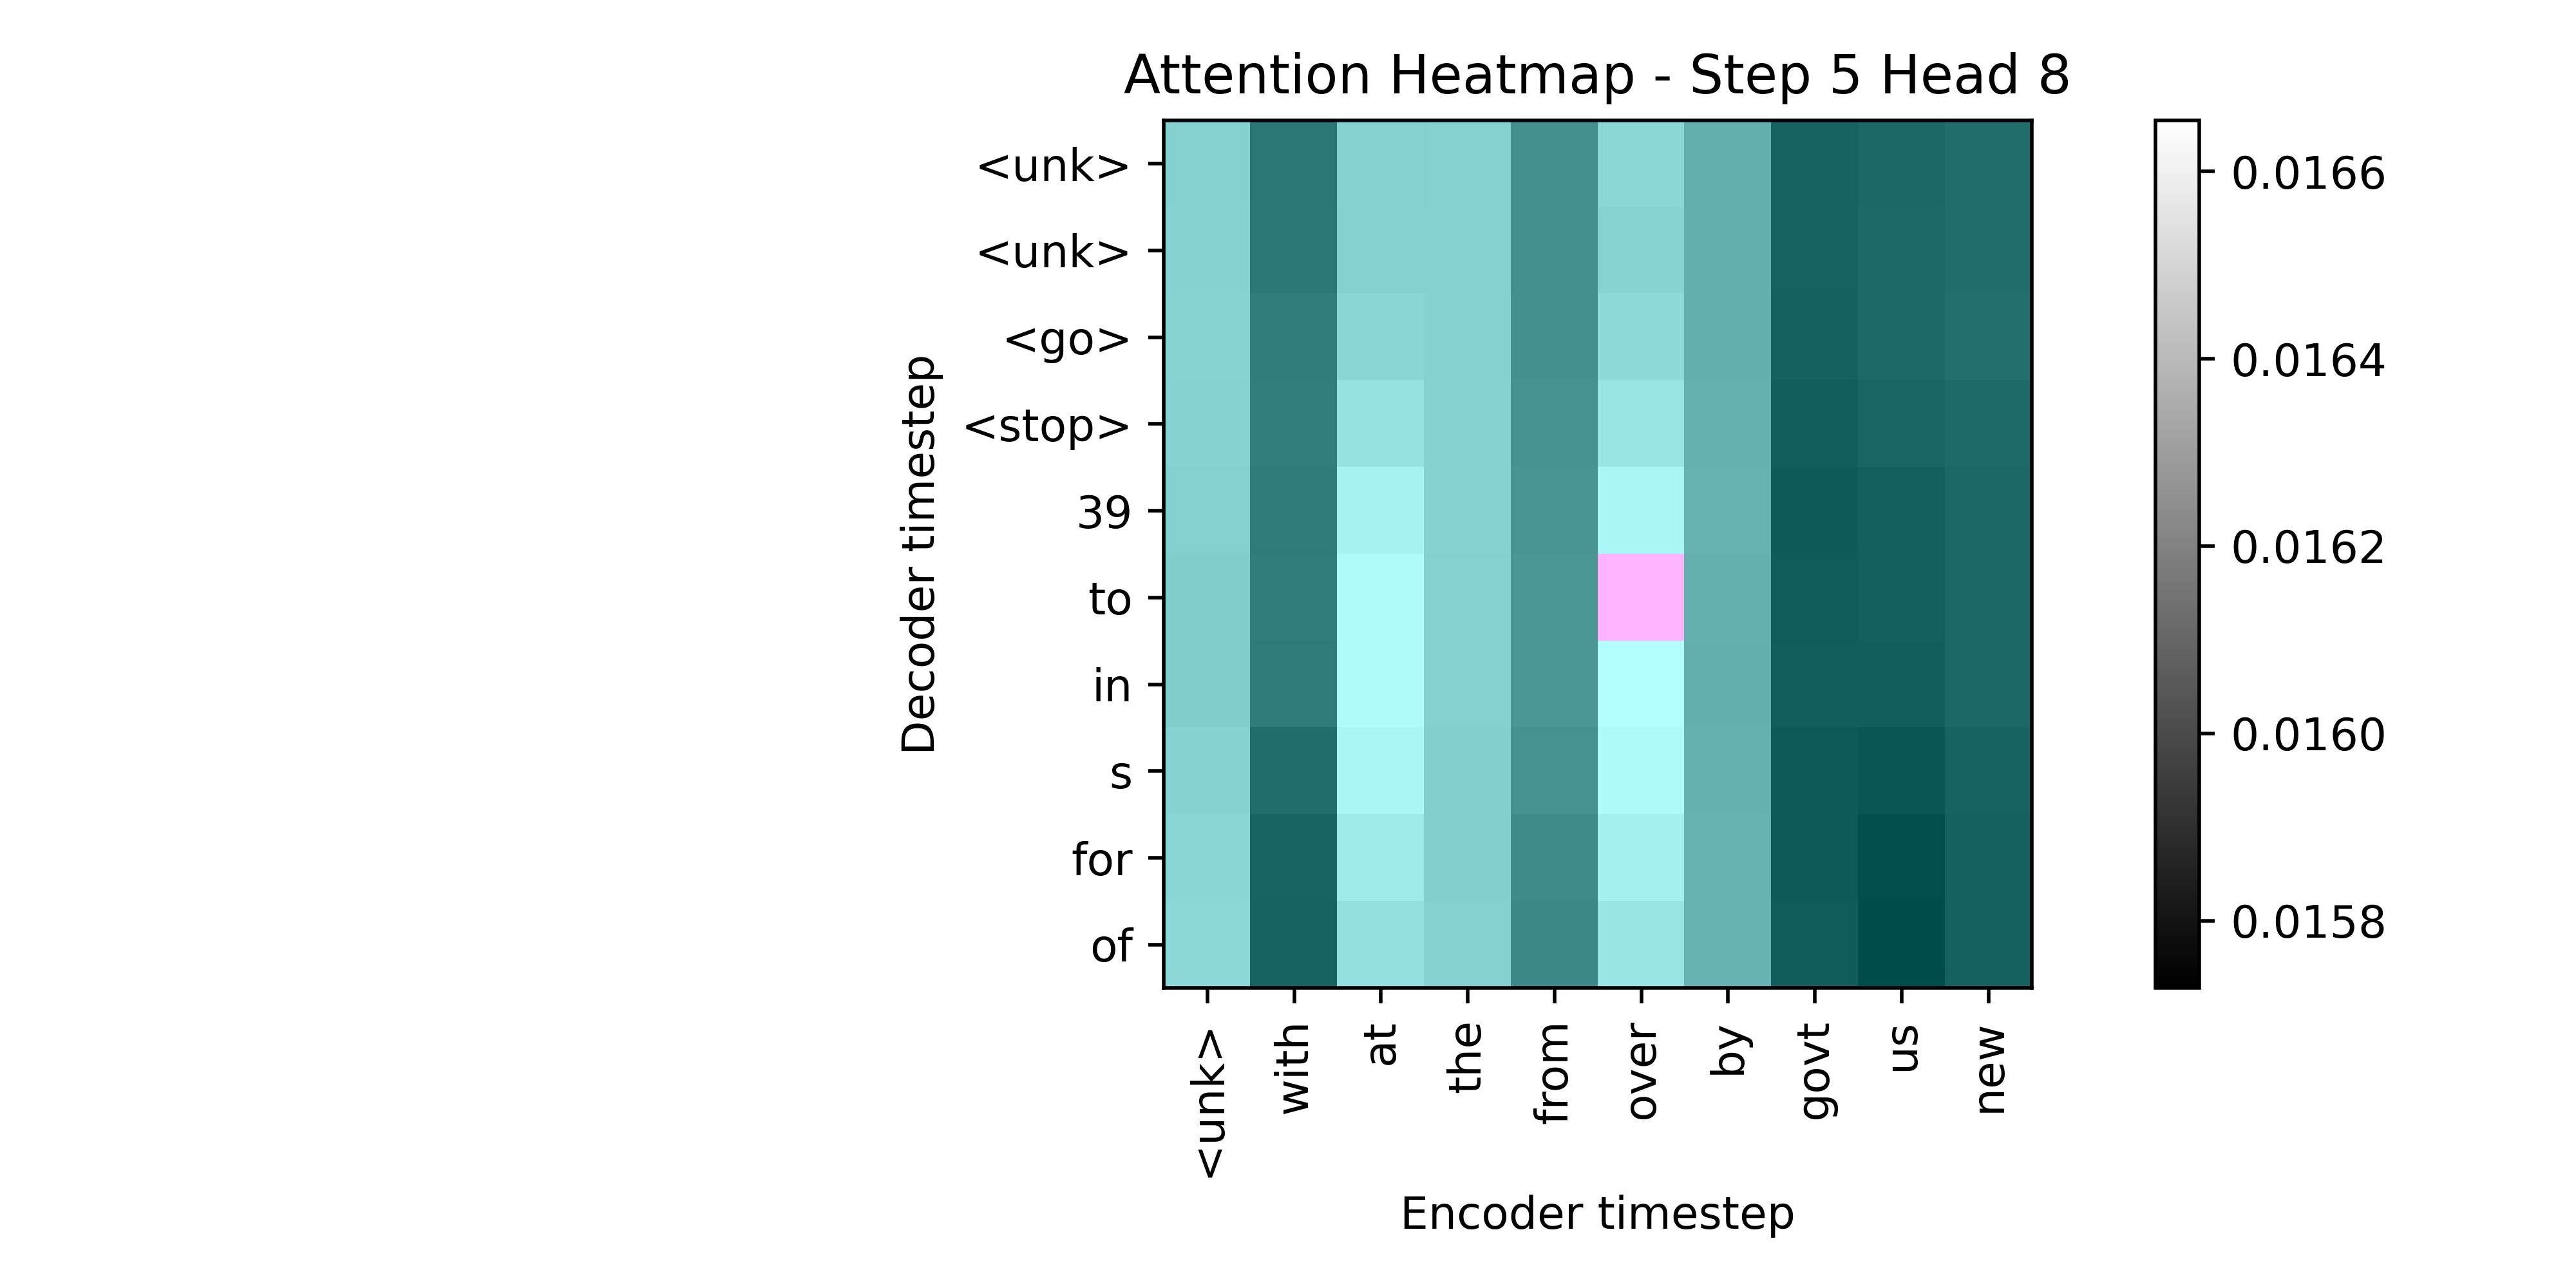 Attention Heatmap - Step 5 Head 8
Decoder timestep
<unk>
<unk>
<go>
<stop>
39
to
in
s
for
of
<unk>
with
at
the
from
over
by
govt
us
new
Encoder timestep
0.0166
0.0164
0.0162
0.0160
0.0158